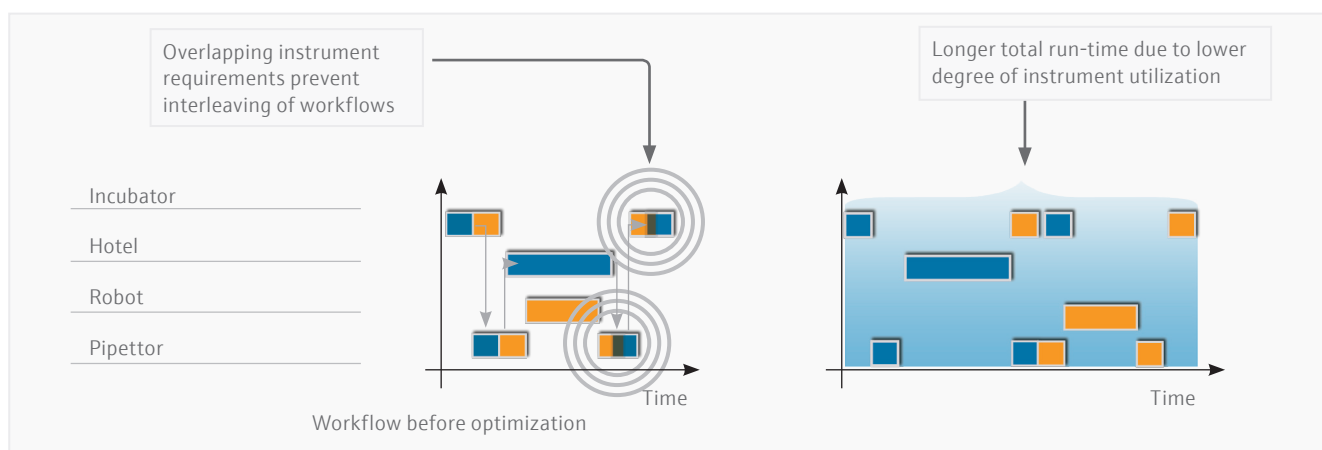 Overlapping instrument
requirements prevent
interleaving of workflows
Longer total run-time due to lower
degree of instrument utilization
Incubator
Hotel
Robot
Pipettor
Time
Time
Workflow before optimization